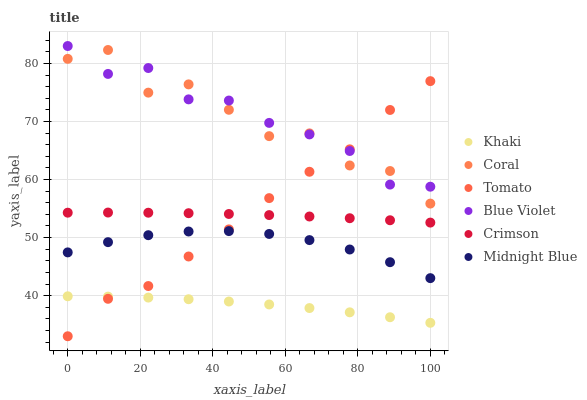 title
yaxis_label
80
70
60
50
40
0
20
40
60
80
100
xaxis_label
Khaki
Coral
Tomato
Blue Violet
Crimson
Midnight Blue